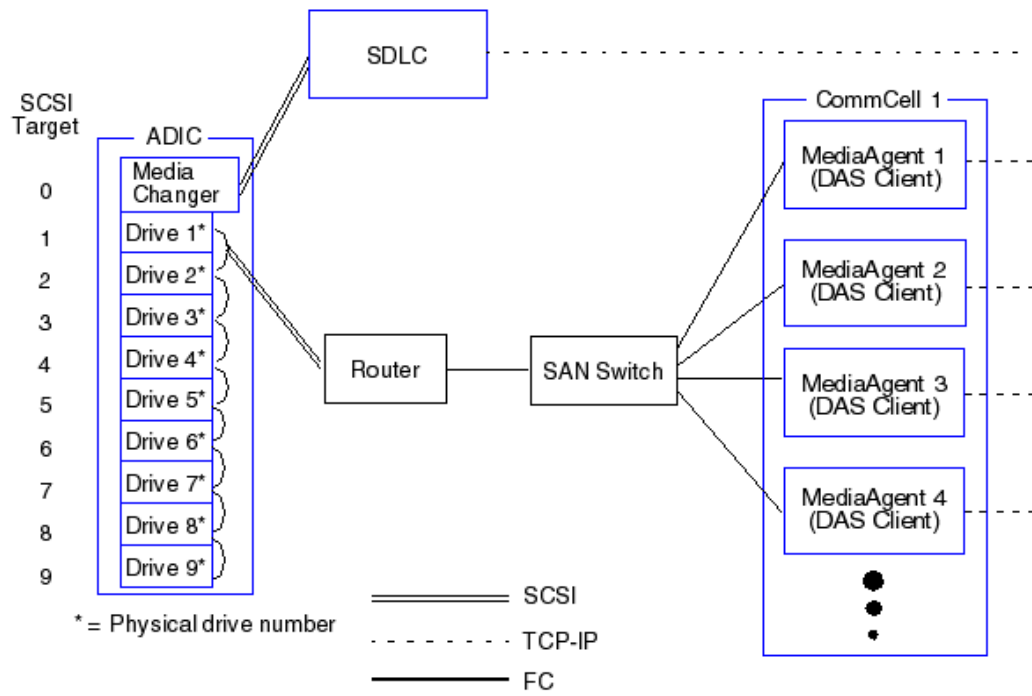 SDLC
SCSI
Target
ADIC
CommCell 1
Media
Changer
MediaAgent 1
(DAS Client)
0
1
Drive 1*
2
Drive 2*
MediaAgent 2
(DAS Client)
3
Drive 3*
4
Drive 4*
Router
SAN Switch
MediaAgent 3
(DAS Client)
5
Drive 5*
6
Drive 6*
7
Drive 7*
MediaAgent 4
(DAS Client)
8
Drive 8*
9
Drive 9*
* = Physical drive number
SCSI
TCP-IP
FC